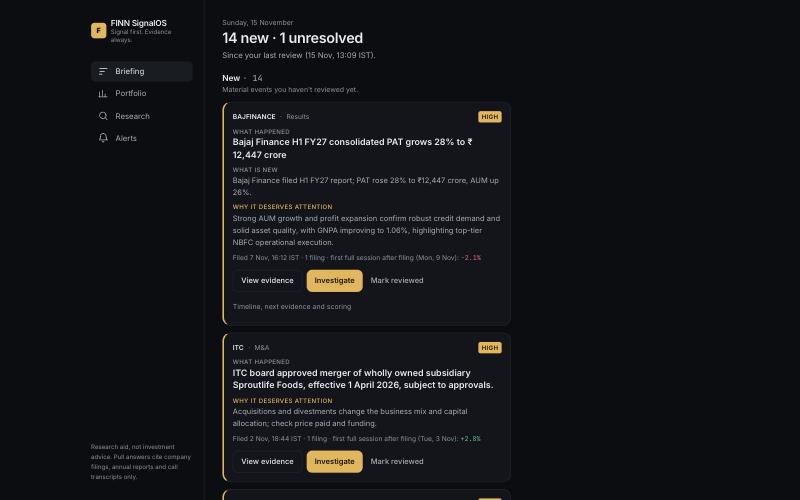 F
FINN SignalOS
Signal first. Evidence
always.
Briefing
Portfolio
Research
Alerts
Research aid, not investment
advice. Pull answers cite company
filings, annual reports and call
transcripts only.
Sunday, 15 November
14 new · 1 unresolved
Since your last review (15 Nov, 13:09 IST).
New · 14
Material events you haven't reviewed yet.
BAJFINANCE · Results
HIGH
WHAT HAPPENED
Bajaj Finance H1 FY27 consolidated PAT grows 28% to ₹
12,447 crore
WHAT IS NEW
Bajaj Finance filed H1 FY27 report; PAT rose 28% to ₹12,447 crore, AUM up
26%.
WHY IT DESERVES ATTENTION
Strong AUM growth and profit expansion confirm robust credit demand and
solid asset quality, with GNPA improving to 1.06%, highlighting top-tier
NBFC operational execution.
Filed 7 Nov, 16:12 IST · 1 filing · first full session after filing (Mon, 9 Nov): -2.1%
View evidence
Investigate
Mark reviewed
Timeline, next evidence and scoring
ITC · M&A
HIGH
WHAT HAPPENED
ITC board approved merger of wholly owned subsidiary
Sproutlife Foods, effective 1 April 2026, subject to approvals.
WHY IT DESERVES ATTENTION
Acquisitions and divestments change the business mix and capital
allocation; check price paid and funding.
Filed 2 Nov, 18:44 IST · 1 filing · first full session after filing (Tue, 3 Nov): +2.8%
View evidence
Investigate
Mark reviewed